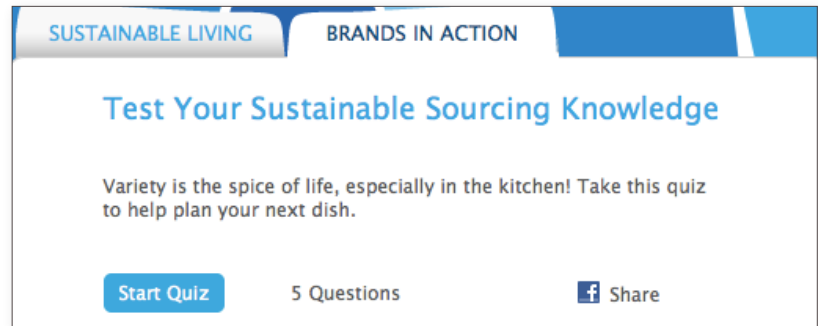 SUSTAINABLE LIVING
BRANDS IN ACTION
Test Your Sustainable Sourcing Knowledge
Variety is the spice of life, especially in the kitchen! Take this quiz
to help plan your next dish.
Start Quiz
5 Questions
Share